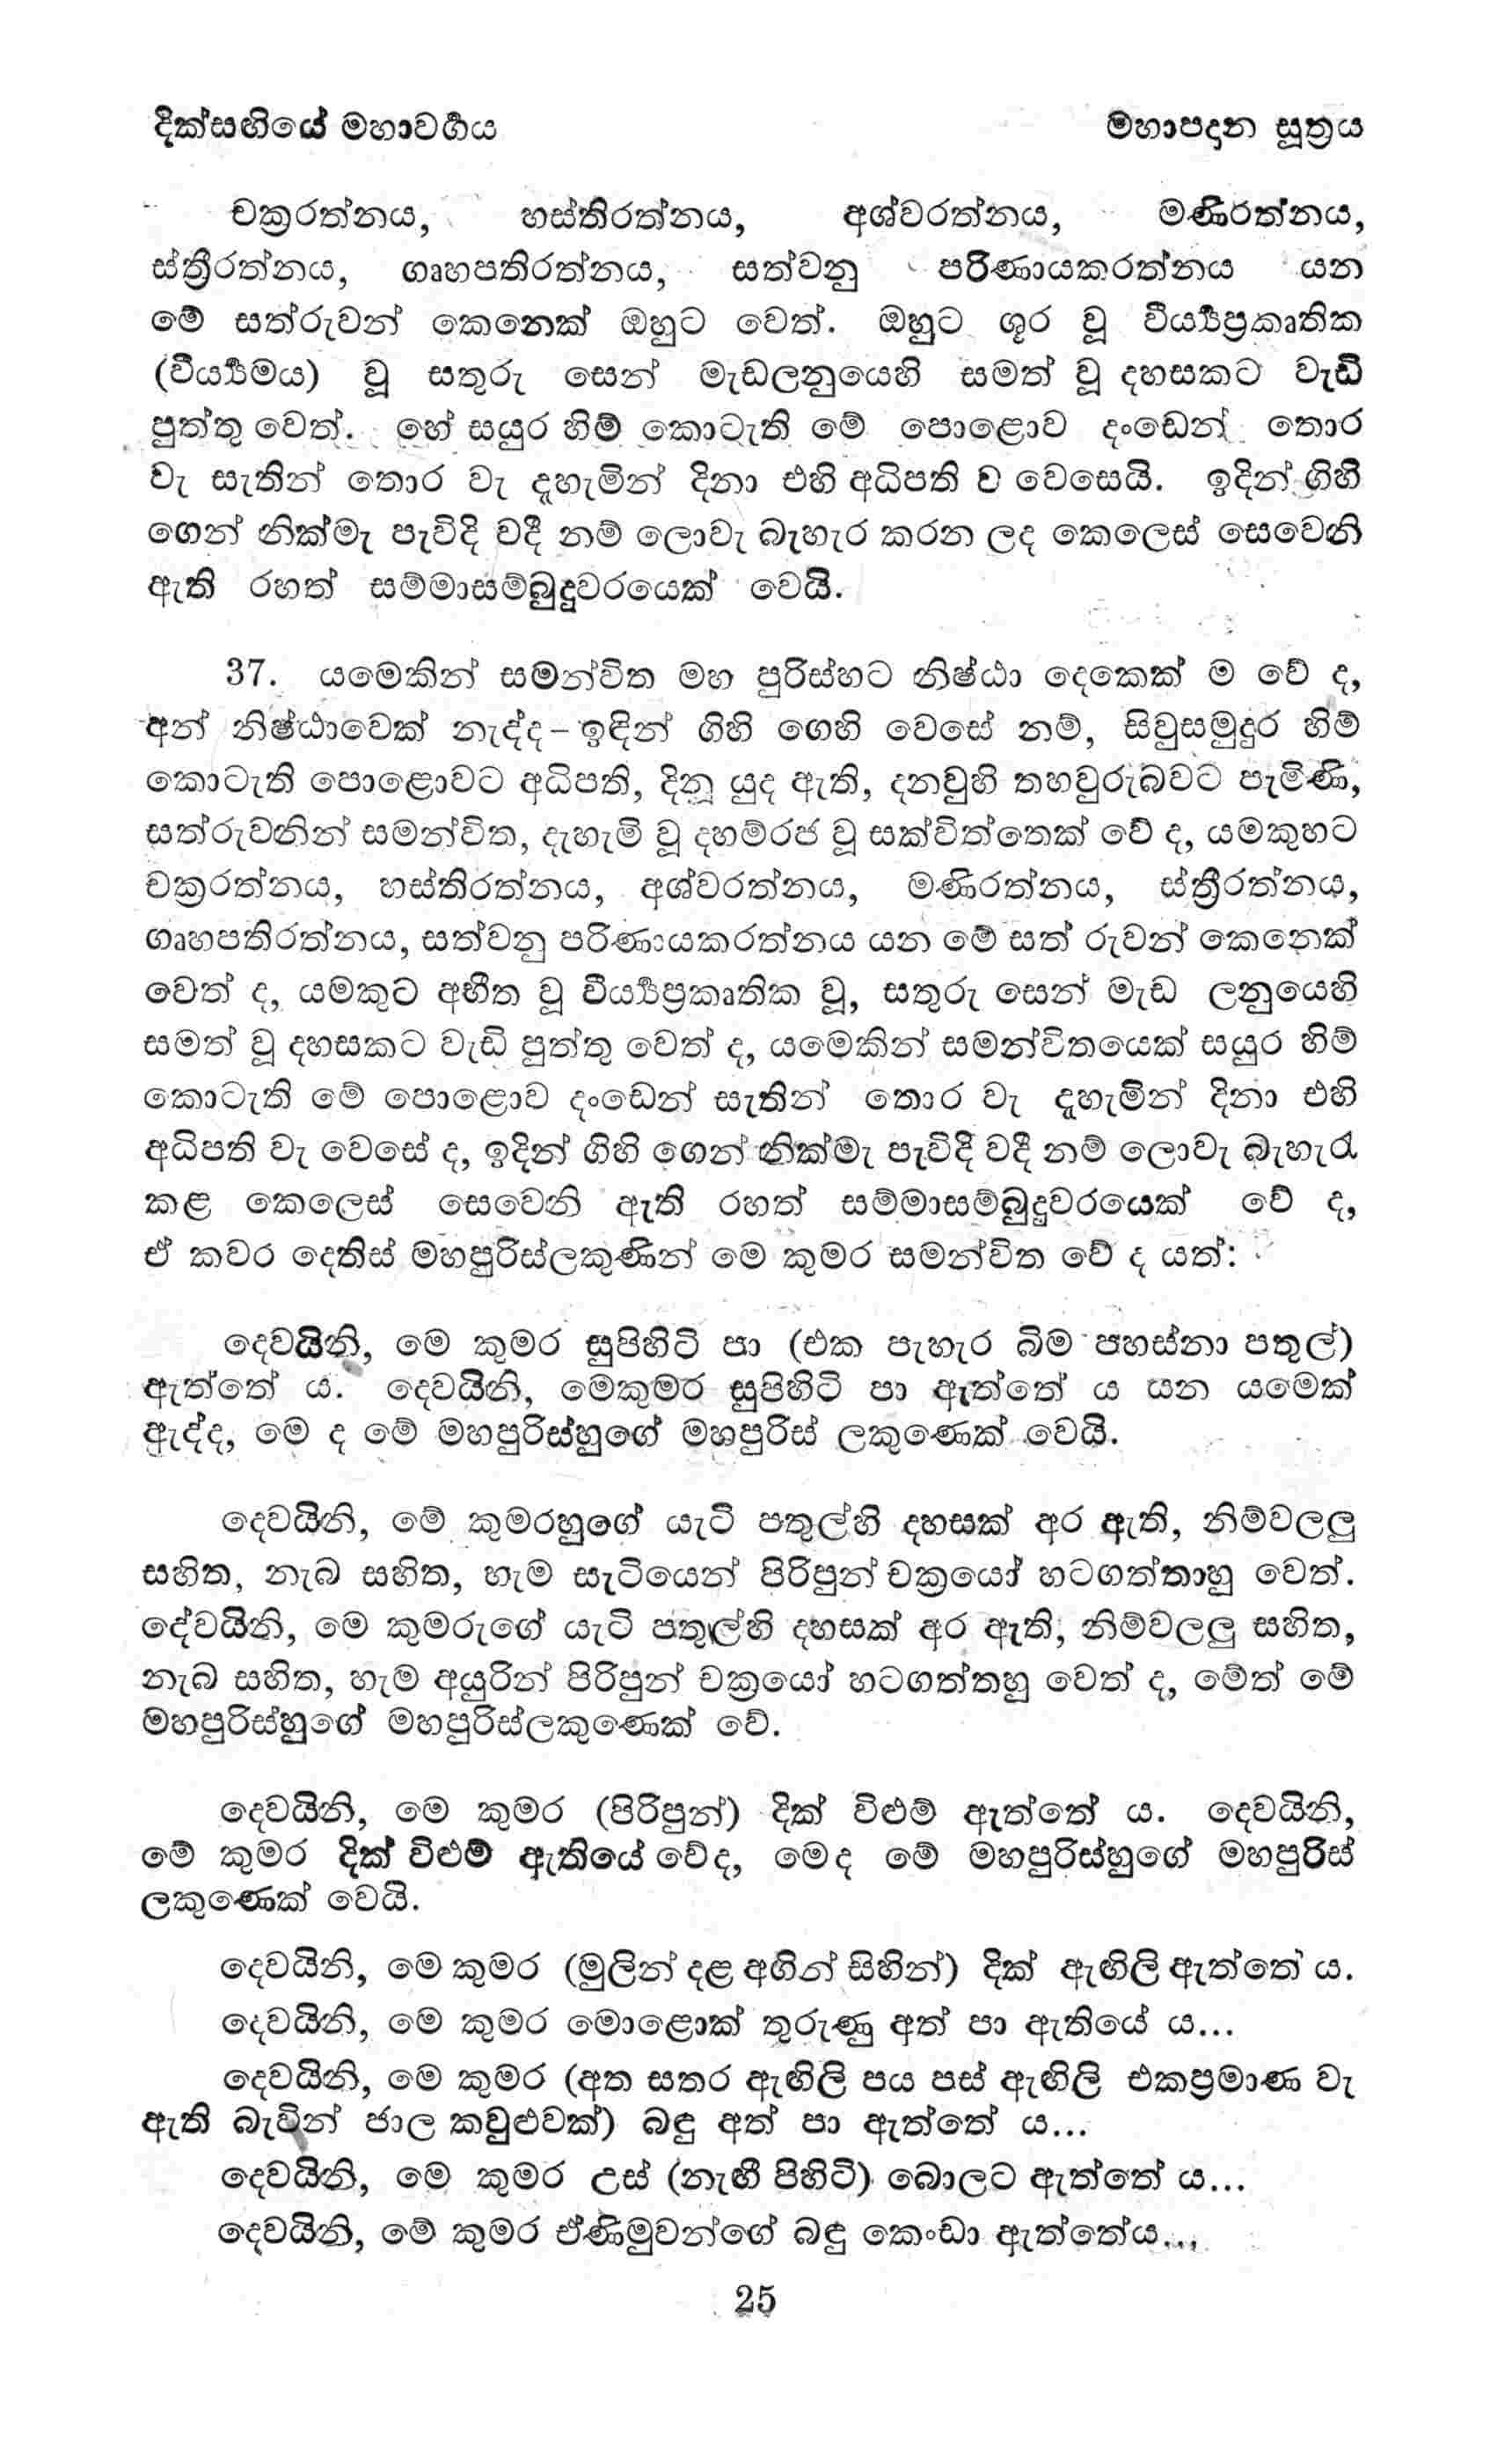 දික්සඟියේ මහාවර්‍ගය
මහාපදාන සූත්‍රය
චක්‍රරත්නය, හස්තිරත්නය, අශ්වරත්නය, මණිරත්නය,
ස්ත්‍රීරත්නය, ගෘහපතිරත්නය, සත්වනු පරිණායකරත්නය යන
මේ සත්රුවන් කෙනෙක් ඔහුට වෙත්. ඔහුට ශූර වූ වීර්‍ය්‍යප්‍රකෘතික
(වීර්‍ය්‍යමය) වූ සතුරු සෙන් මැඩලනුයෙහි සමත් වූ දහසකට වැඩි
පුත්තු වෙත්. හේ සයුර හිම් කොටැති මේ පොළොව දංඩෙන් තොර
වැ සැතින් තොර වැ දැහැමින් දිනා එහි අධිපති ව වෙසෙයි. ඉදින් ගිහි
ගෙන් නික්මැ පැවිදි වදී නම් ලොවැ බැහැර කරන ලද කෙලෙස් සෙවෙනි
ඇති රහත් සම්මාසම්බුදුවරයෙක් වෙයි.
37. යමෙකින් සමන්විත මහ පුරිස්හට නිෂ්ඨා දෙකෙක් ම වේ ද,
අන් නිෂ්ඨාවෙක් නැද්ද – ඉඳින් ගිහි ගෙහි වෙසේ නම්, සිවුසමුදුර හිම්
කොටැති පොළොවට අධිපති, දිනූ යුද ඇති, දනවුහි තහවුරුබවට පැමිණි,
සත්රුවනින් සමන්විත, දැහැමි වූ දහම්රජ වූ සක්විත්තෙක් වේ ද, යමකුහට
චක්‍රරත්නය, හස්තිරත්නය, අශ්වරත්නය, මණිරත්නය, ස්ත්‍රීරත්නය,
ගෘහපතිරත්නය, සත්වනු පරිණායකරත්නය යන මේ සත් රුවන් කෙනෙක්
වෙත් ද, යමකුට අභීත වූ වීර්‍ය්‍යප්‍රකෘතික වූ, සතුරු සෙන් මැඩ ලනුයෙහි
සමත් වූ දහසකට වැඩි පුත්තු වෙත් ද, යමෙකින් සමන්විතයෙක් සයුර හිම්
කොටැති මේ පොළොව දංඩෙන් සැතින් තොර වැ දැහැමින් දිනා එහි
අධිපති වැ වෙසේ ද, ඉදින් ගිහි ගෙන් නික්මැ පැවිදි වදී නම් ලොවැ බැහැරැ
කළ කෙලෙස් සෙවෙනි ඇති රහත් සම්මාසම්බුදුවරයෙක් වේ ද,
ඒ කවර දෙතිස් මහපුරිස්ලකුණින් මෙ කුමර සමන්විත වේ ද යත්:
දෙවයිනි, මෙ කුමර සුපිහිටි පා (එක පැහැර බිම පහස්නා පතුල්)
ඇත්තේ ය. දෙවයිනි, මෙකුමර සුපිහිටි පා ඇත්තේ ය යන යමෙක්
ඇද්ද, මෙ ද මේ මහපුරිස්හුගේ මහපුරිස් ලකුණෙක් වෙයි.
දෙවයිනි, මේ කුමරහුගේ යැටි පතුල්හි දහසක් අර ඇති, නිම්වලලු
සහිත, නැබ සහිත, හැම සැටියෙන් පිරිපුන් චක්‍රයෝ හටගත්තාහු වෙත්.
දේවයිනි, මෙ කුමරුගේ යැටි පතුල්හි දහසක් අර ඇති, නිම්වලලු සහිත,
නැබ සහිත, හැම අයුරින් පිරිපුන් චක්‍රයෝ හටගත්තහු වෙත් ද, මේත් මේ
මහපුරිස්හුගේ මහපුරිස්ලකුණෙක් වේ.
දෙවයිනි, මෙ කුමර (පිරිපුන්) දික් විළුම් ඇත්තේ ය. දෙවයිනි,
මේ කුමර දික් විළුම් ඇතියේ වේද, මෙද මේ මහපුරිස්හුගේ මහපුරිස්
ලකුණෙක් වෙයි.
දෙවයිනි, මෙ කුමර (මුලින් දළ අගින් සිහින්) දික් ඇඟිලි ඇත්තේ ය.
දෙවයිනි, මෙ කුමර මොළොක් තුරුණු අත් පා ඇතියේ ය...
දෙවයිනි, මෙ කුමර (අත සතර ඇඟිලි පය පස් ඇඟිලි එකප්‍රමාණ වැ
ඇති බැවින් ජාල කවුළුවක්) බඳු අත් පා ඇත්තේ ය...
දෙවයිනි, මෙ කුමර උස් (නැඟී පිහිටි) බොලට ඇත්තේ ය...
දෙවයිනි, මේ කුමර ඒණිමුවන්ගේ බඳු කෙංඩා ඇත්තේය...
25